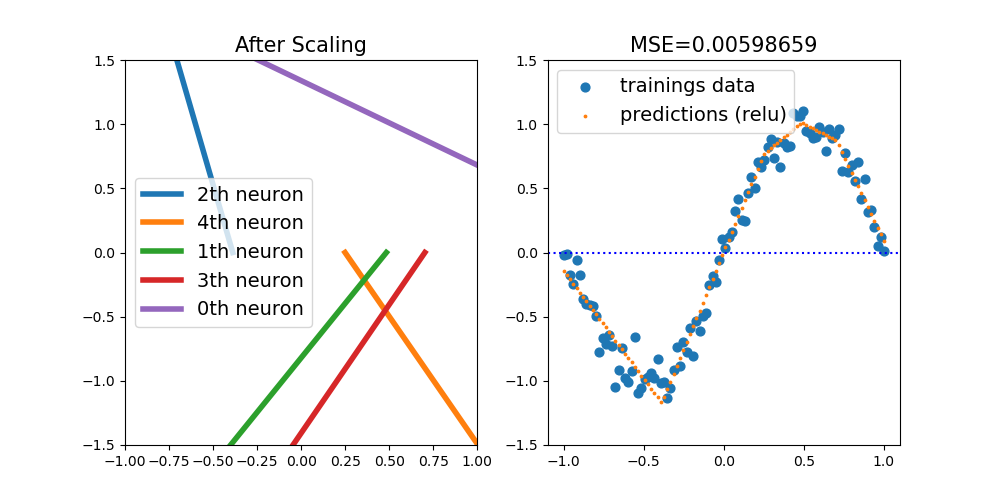 After Scaling
1.5
1.0
0.5
0.0
−0.5
−1.0
−1.5
−1.00 −0.75 −0.50 −0.25 0.00 0.25 0.50 0.75 1.00
2th neuron
4th neuron
1th neuron
3th neuron
0th neuron
MSE=0.00598659
1.5
1.0
0.5
0.0
−0.5
−1.0
−1.5
−1.0 −0.5 0.0 0.5 1.0
trainings data
predictions (relu)